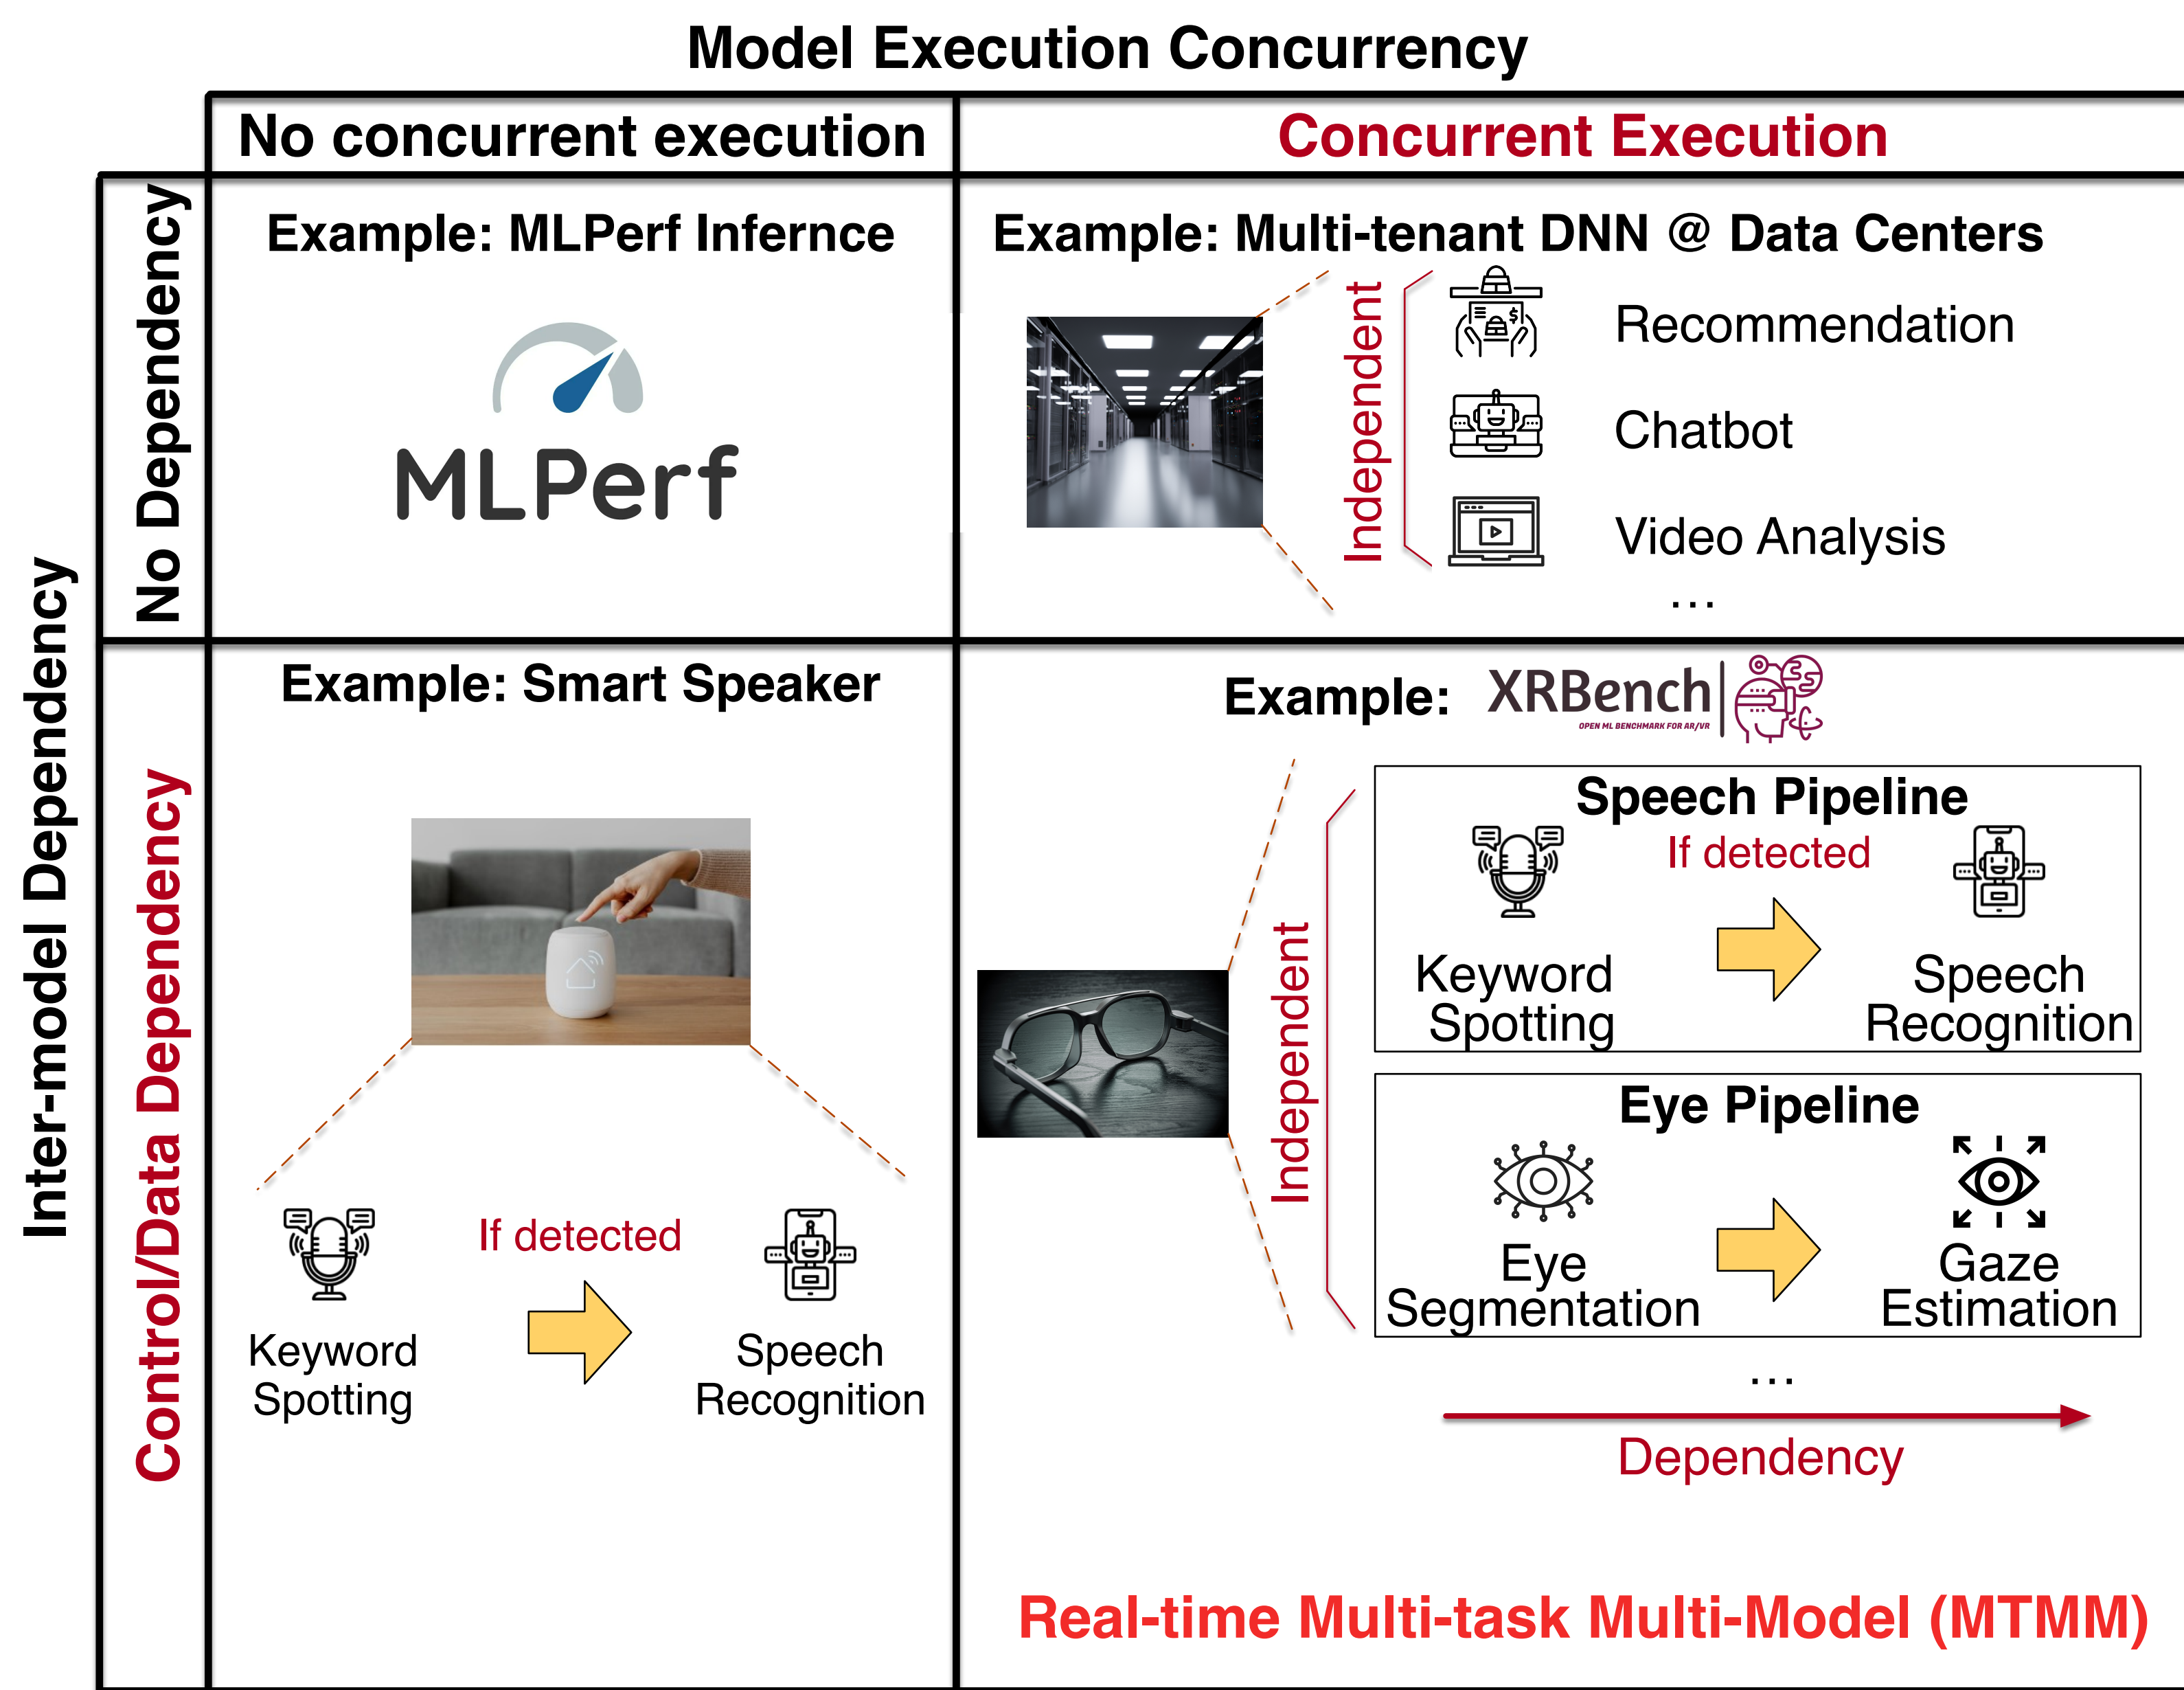 Model Execution Concurrency
No concurrent execution
Concurrent Execution
Inter-model Dependency
No Dependency
Example: MLPerf Infernce
MLPerf
Example: Multi-tenant DNN @ Data Centers
Independent
Recommendation
Chatbot
Video Analysis
...
Control/Data Dependency
Example: Smart Speaker
If detected
Keyword
Spotting
Speech
Recognition
Example:
XRBench
OPEN ML BENCHMARK FOR AR/VR
Independent
Speech Pipeline
If detected
Keyword
Spotting
Speech
Recognition
Eye Pipeline
Eye
Segmentation
Gaze
Estimation
...
Dependency
Real-time Multi-task Multi-Model (MTMM)